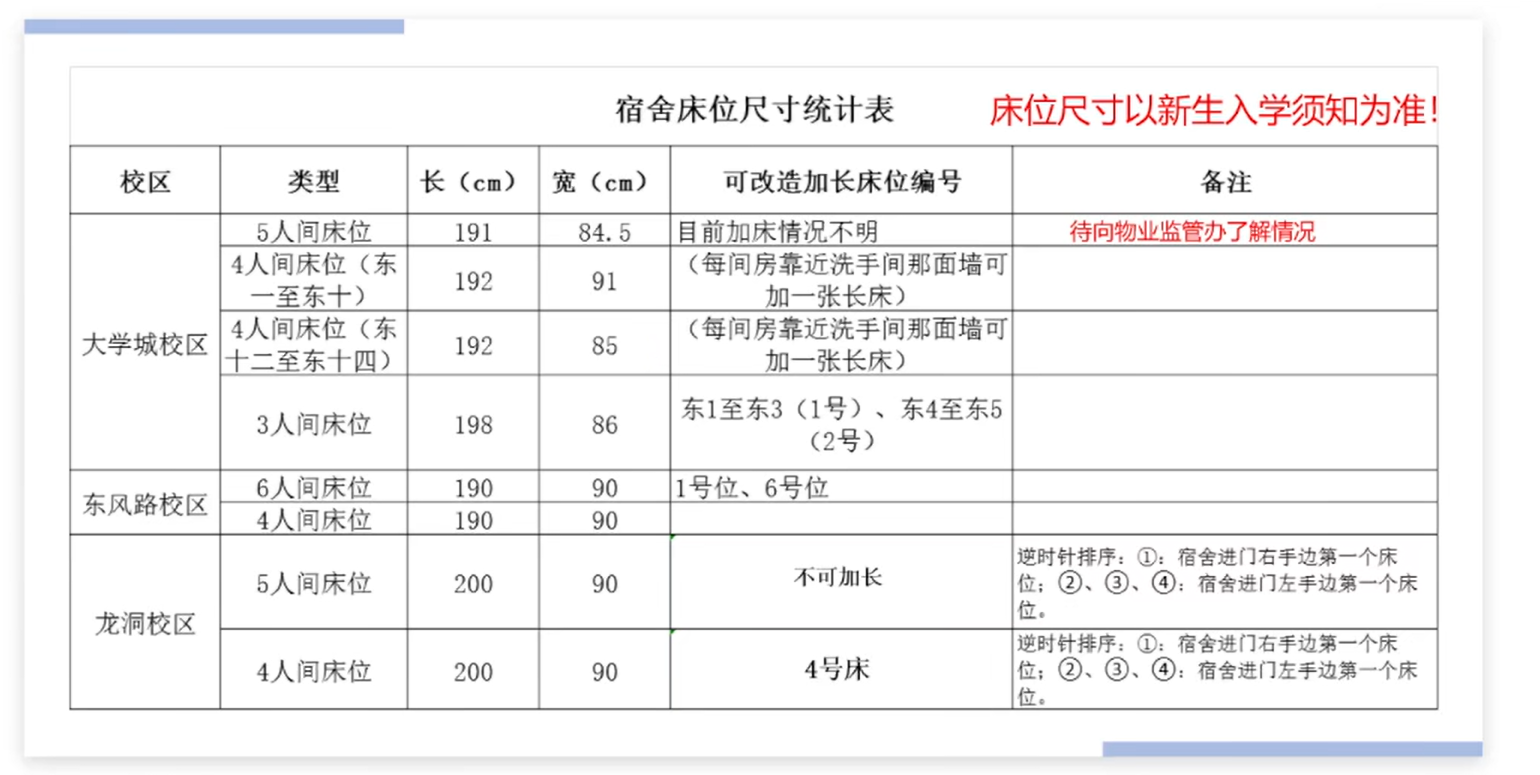 宿舍床位尺寸统计表
床位尺寸以新生入学须知为准!
校区 类型 长（cm） 宽（cm） 可改造加长床位编号 备注
大学城校区
5人间床位 191 84.5 目前加床情况不明 待向物业监管办了解情况
4人间床位（东
一至东十） 192 91 （每间房靠近洗手间那面墙可
加一张长床）
4人间床位（东
十二至东十四） 192 85 （每间房靠近洗手间那面墙可
加一张长床）
3人间床位 198 86 东1至东3（1号）、东4至东5
（2号）
东风路校区
6人间床位 190 90 1号位、6号位
4人间床位 190 90
龙洞校区
5人间床位 200 90 不可加长
逆时针排序：①：宿舍进门右手边第一个床
位；②、③、④：宿舍进门左手边第一个床
位。
4人间床位 200 90 4号床
逆时针排序：①：宿舍进门右手边第一个床
位；②、③、④：宿舍进门左手边第一个床
位。